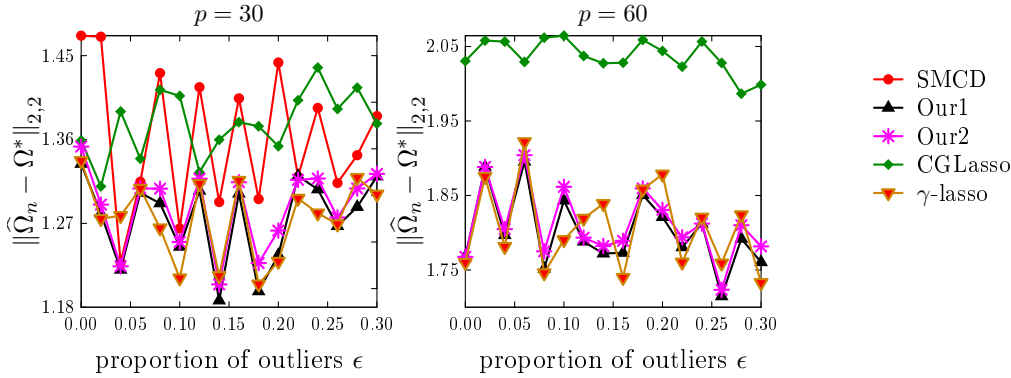 p = 30
p = 60
‖Ω̂ₙ − Ω*‖₂,₂
1.45
1.36
1.27
1.18
0.00 0.05 0.10 0.15 0.20 0.25 0.30
proportion of outliers ϵ
‖Ω̂ₙ − Ω*‖₂,₂
2.05
1.95
1.85
1.75
0.00 0.05 0.10 0.15 0.20 0.25 0.30
proportion of outliers ϵ
SMCD
Our1
Our2
CGLasso
γ-lasso